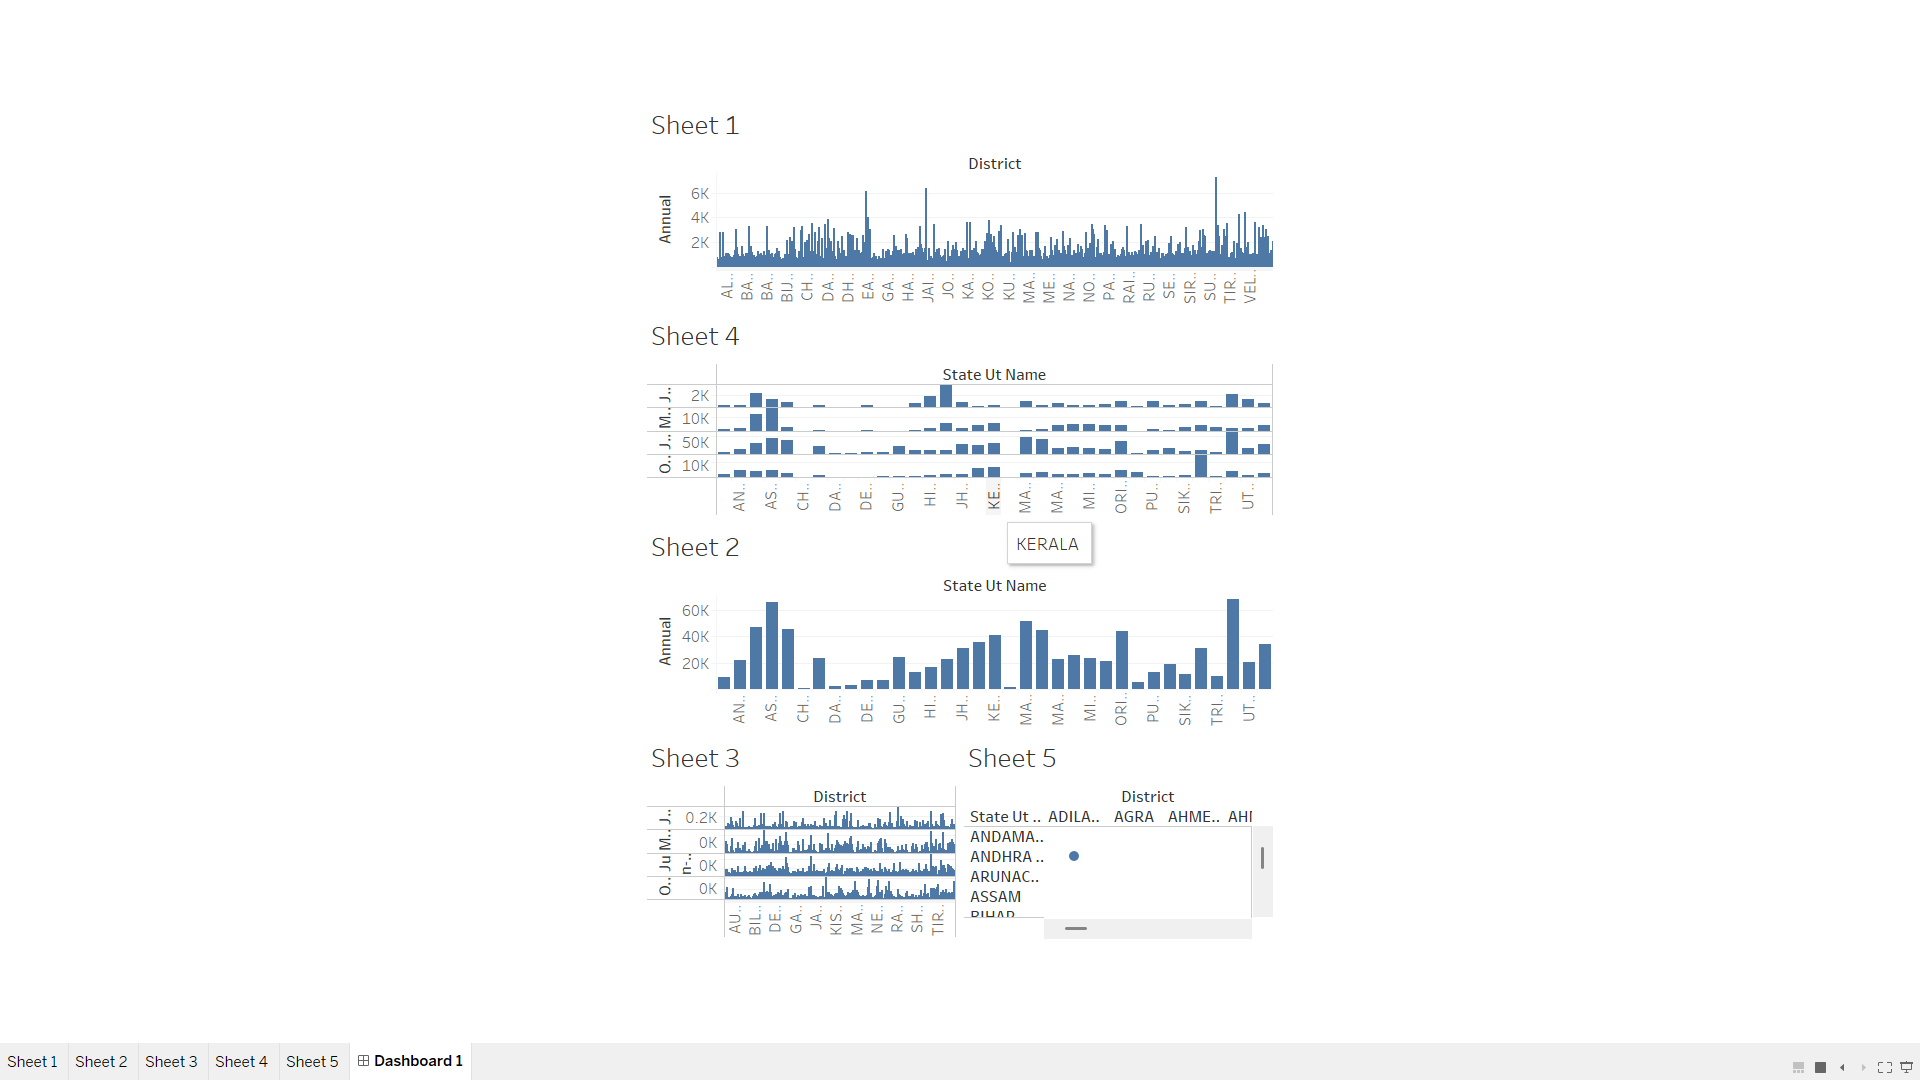 Sheet 1
District
Annual
6K
4K
2K
AL..
BA..
BA..
BIJ..
CH..
DA..
DH..
EA..
GA..
HA..
JAI..
JO..
KA..
KO..
KU..
MA..
ME..
NA..
NO..
PA..
RAI..
RU..
SE..
SIR..
SU..
TIR..
VEL..
Sheet 4
State Ut Name
J..
2K
M..
10K
J..
50K
O..
10K
AN..
AS..
CH..
DA..
DE..
GU..
HI..
JH..
KE..
MA..
MA..
MI..
ORI..
PU..
SIK..
TRI..
UT..
KERALA
Sheet 2
State Ut Name
Annual
60K
40K
20K
AN..
AS..
CH..
DA..
DE..
GU..
HI..
JH..
KE..
MA..
MA..
MI..
ORI..
PU..
SIK..
TRI..
UT..
Sheet 3
District
J..
0.2K
M..
0K
Ju
n-..
0K
O..
0K
AU..
BIL..
DE..
GA..
JA..
KIS..
MA..
NE..
RA..
SH..
TIR..
Sheet 5
District
State Ut .. ADILA.. AGRA AHME.. AHI
ANDAMA..
ANDHRA ..
ARUNAC..
ASSAM
BIHAR
Sheet 1 Sheet 2 Sheet 3 Sheet 4 Sheet 5 Dashboard 1